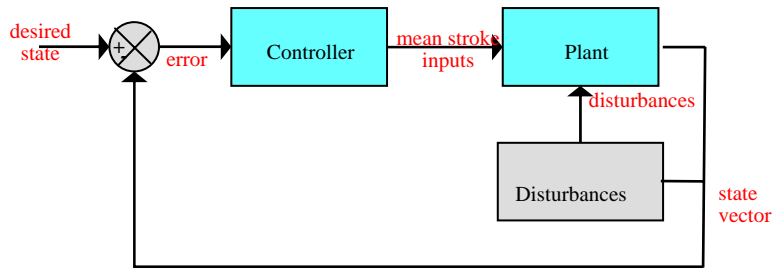 desired
state
+
-
error
Controller
mean stroke
inputs
Plant
disturbances
Disturbances
state
vector